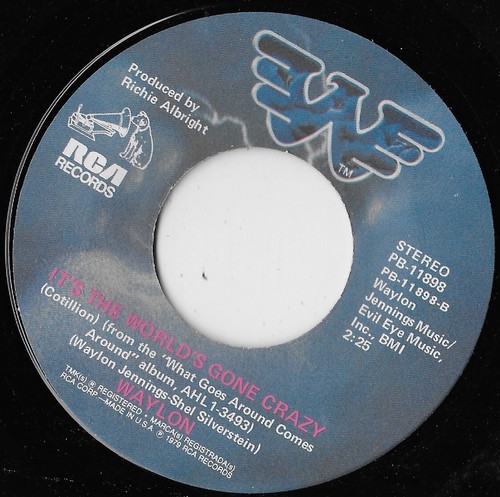 Produced by
Richie Albright
TM
RCA
RECORDS
STEREO
PB-11898
PB-11898-B
Waylon
Jennings Music/
Evil Eye Music,
Inc., BMI
2:25
IT'S THE WORLD'S GONE CRAZY
(Cotillion) (from the "What Goes Around Comes
Around" album, AHL1-3493)
(Waylon Jennings-Shel Silverstein)
WAYLON
TMK(s) ® REGISTERED • MARCA(s) REGISTRADA(s)
RCA CORP.—MADE IN U.S.A. ℗ 1979 RCA RECORDS